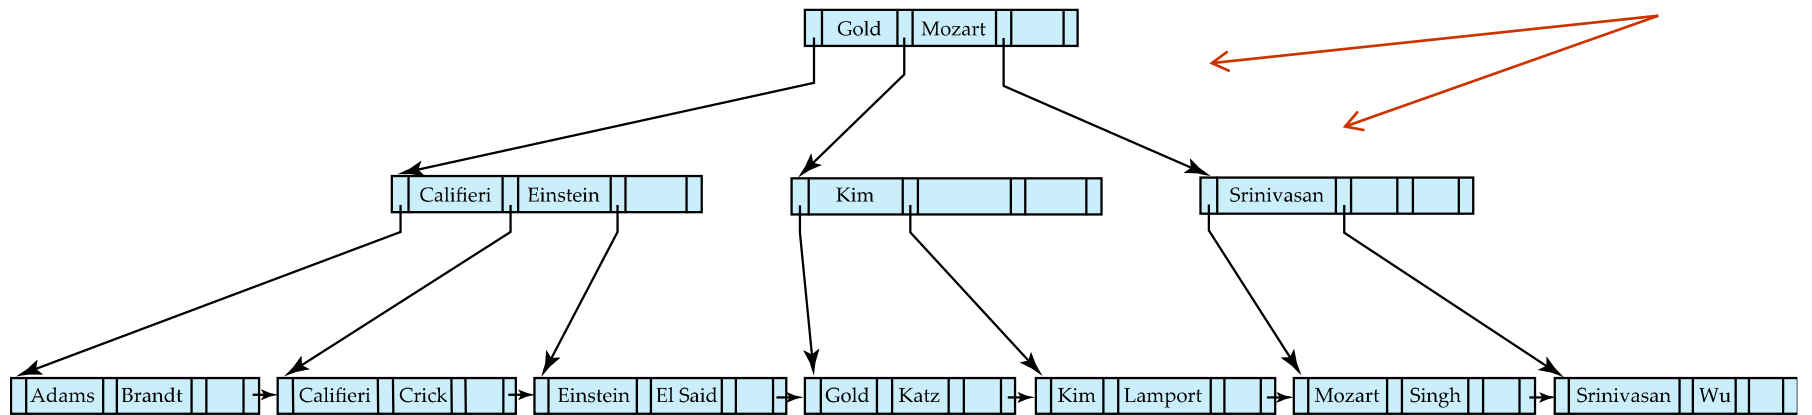 Gold Mozart
Califieri Einstein Kim Srinivasan
Adams Brandt Califieri Crick Einstein El Said Gold Katz Kim Lamport Mozart Singh Srinivasan Wu